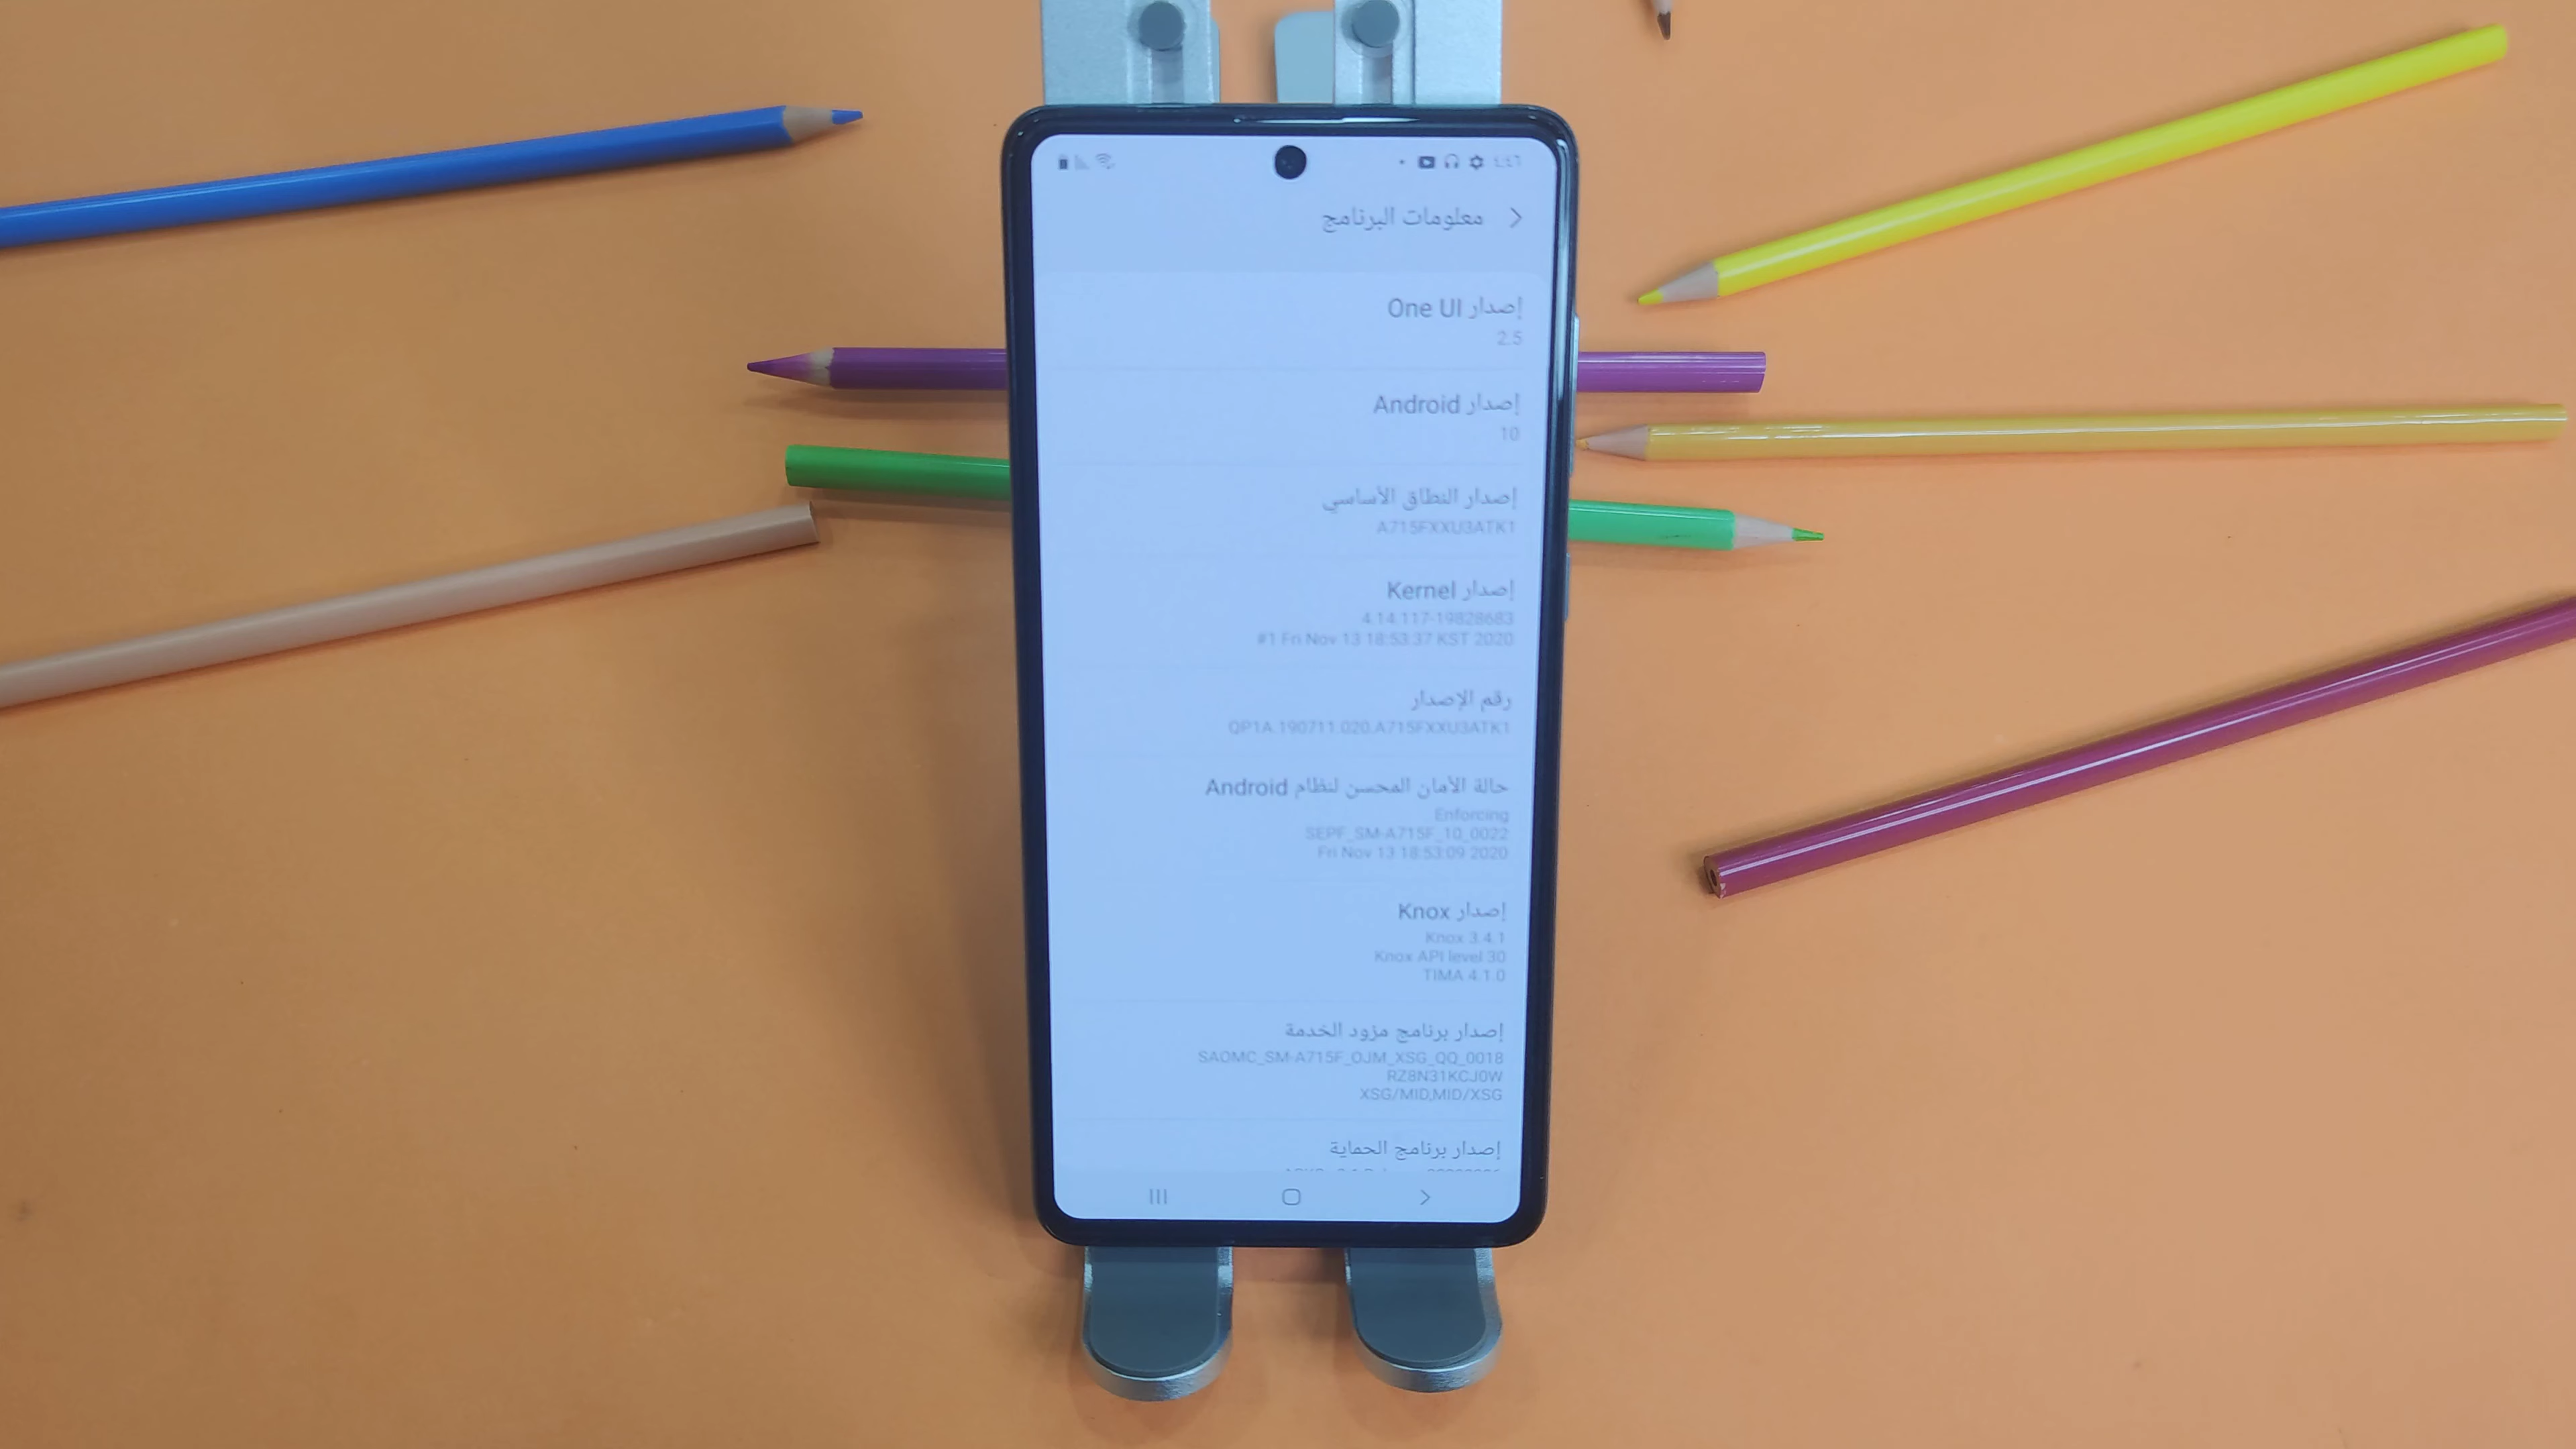 ٤:٤٦
معلومات البرنامج
إصدار One UI
2.5
إصدار Android
10
إصدار النطاق الأساسي
A715FXXU3ATK1
إصدار Kernel
4.14.117-19828683
#1 Fri Nov 13 18:53:37 KST 2020
رقم الإصدار
QP1A.190711.020.A715FXXU3ATK1
حالة الأمان المحسن لنظام Android
Enforcing
SEPF_SM-A715F_10_0022
Fri Nov 13 18:53:09 2020
إصدار Knox
Knox 3.4.1
Knox API level 30
TIMA 4.1.0
إصدار برنامج مزود الخدمة
SAOMC_SM-A715F_OJM_XSG_QQ_0018
RZ8N31KCJ0W
XSG/MID,MID/XSG
إصدار برنامج الحماية